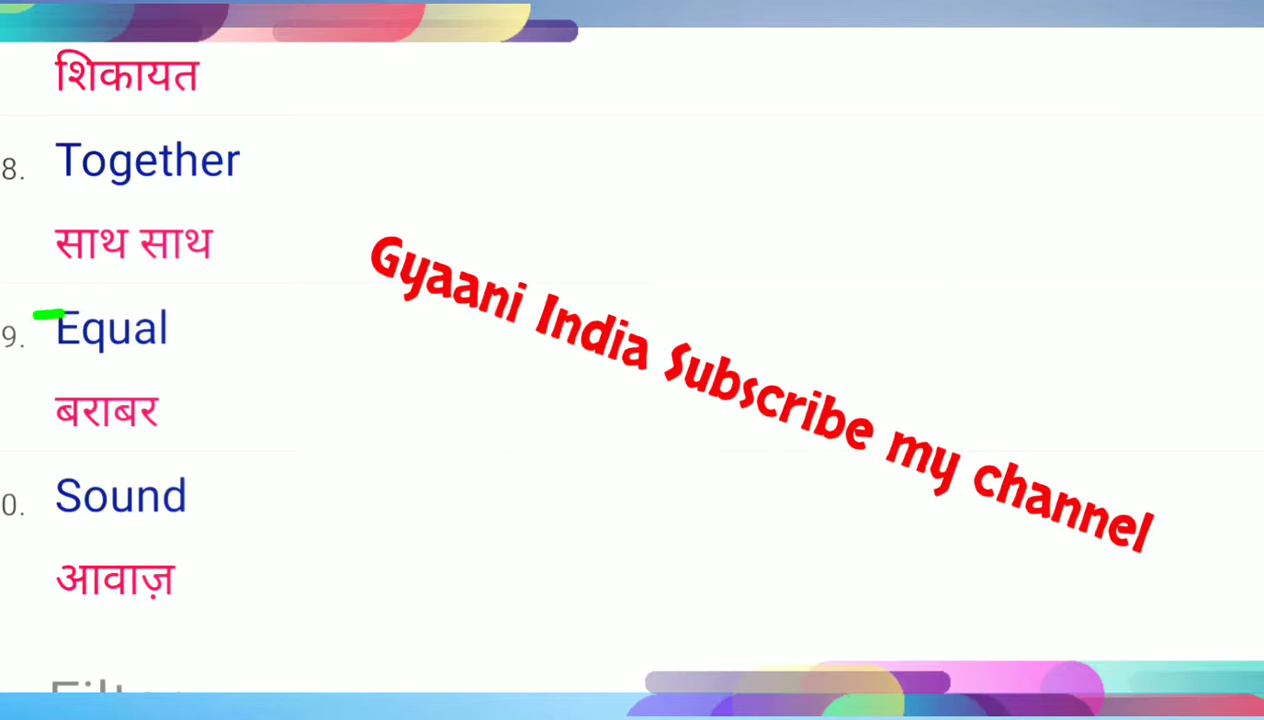 शिकायत
8. Together
साथ साथ
9. Equal
बराबर
0. Sound
आवाज़
Gyaani India Subscribe my channel